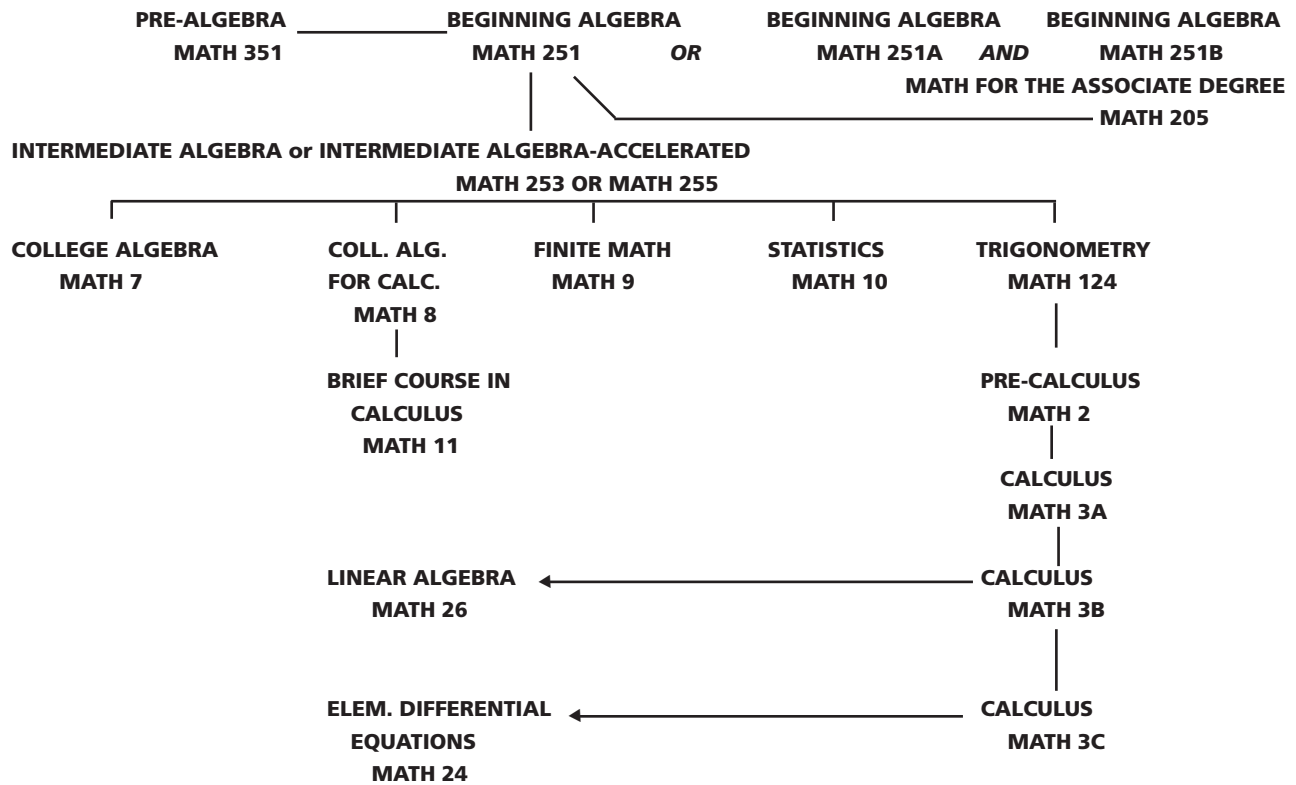 PRE-ALGEBRA BEGINNING ALGEBRA BEGINNING ALGEBRA BEGINNING ALGEBRA
MATH 351 MATH 251 OR MATH 251A AND MATH 251B
MATH FOR THE ASSOCIATE DEGREE
MATH 205
INTERMEDIATE ALGEBRA or INTERMEDIATE ALGEBRA-ACCELERATED
MATH 253 OR MATH 255
COLLEGE ALGEBRA COLL. ALG. FINITE MATH STATISTICS TRIGONOMETRY
MATH 7 FOR CALC. MATH 9 MATH 10 MATH 124
MATH 8
BRIEF COURSE IN PRE-CALCULUS
CALCULUS MATH 2
MATH 11
CALCULUS
MATH 3A
LINEAR ALGEBRA CALCULUS
MATH 26 MATH 3B
ELEM. DIFFERENTIAL CALCULUS
EQUATIONS MATH 3C
MATH 24